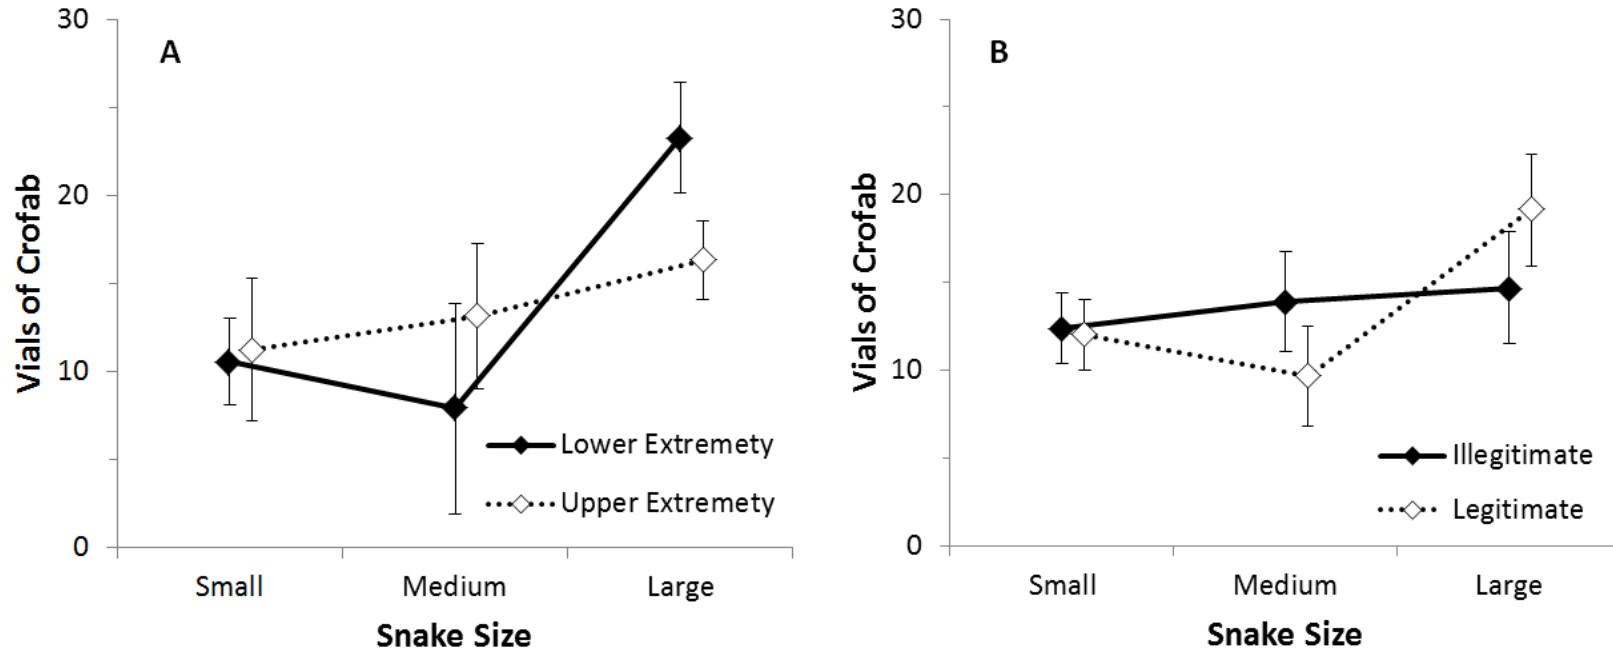 A
30
20
10
0
Vials of Crofab
Small
Medium
Large
Snake Size
Lower Extremety
Upper Extremety
B
30
20
10
0
Vials of Crofab
Small
Medium
Large
Snake Size
Illegitimate
Legitimate